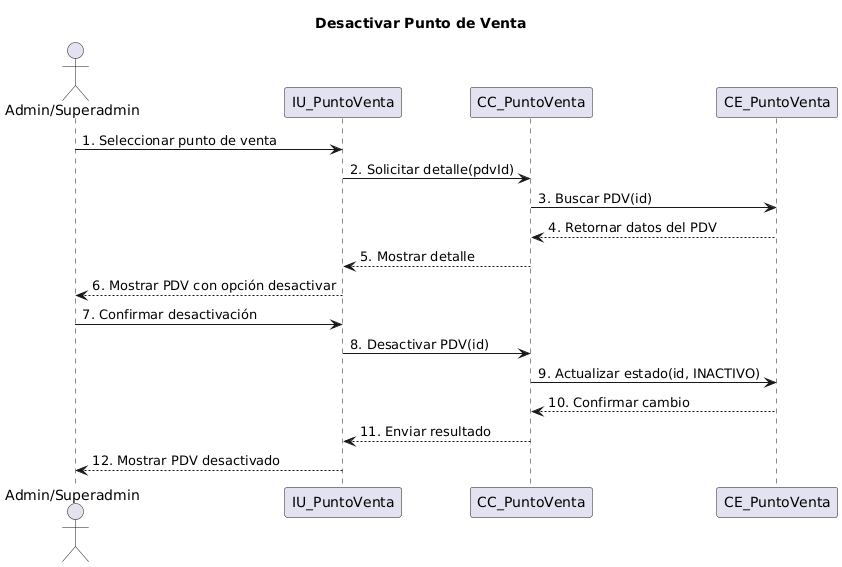 Desactivar Punto de Venta
Admin/Superadmin
IU_PuntoVenta
CC_PuntoVenta
CE_PuntoVenta
1. Seleccionar punto de venta
2. Solicitar detalle(pdvId)
3. Buscar PDV(id)
4. Retornar datos del PDV
5. Mostrar detalle
6. Mostrar PDV con opción desactivar
7. Confirmar desactivación
8. Desactivar PDV(id)
9. Actualizar estado(id, INACTIVO)
10. Confirmar cambio
11. Enviar resultado
12. Mostrar PDV desactivado
Admin/Superadmin
IU_PuntoVenta
CC_PuntoVenta
CE_PuntoVenta